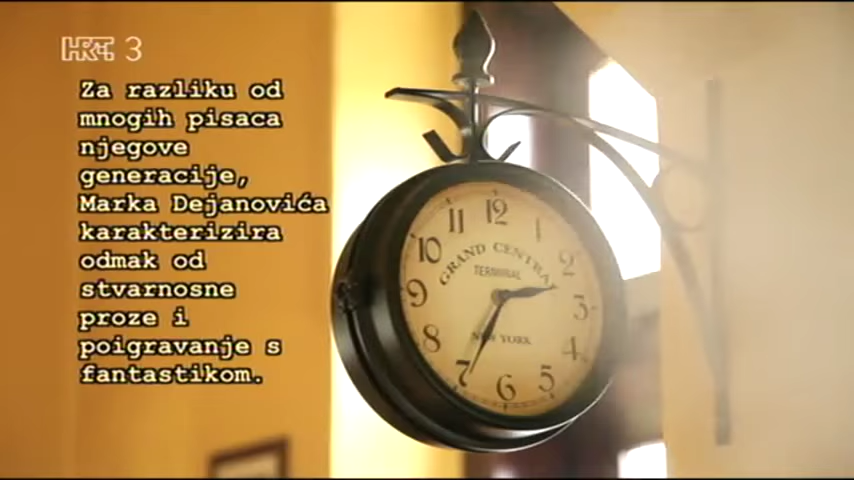 HRT 3
Za razliku od
mnogih pisaca
njegove
generacije,
Marka Dejanovića
karakterizira
odmak od
stvarnosne
proze i
poigravanje s
fantastikom.
12
11
1
10
2
GRAND CENTRAL
TERMINAL
9
3
NEW YORK
8
4
7
5
6